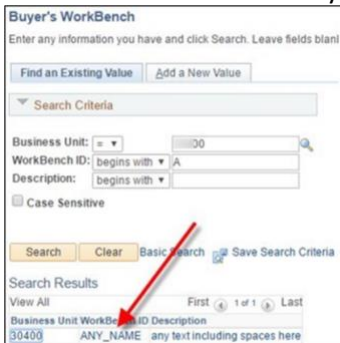 Buyer's WorkBench
Enter any information you have and click Search. Leave fields blank
Find an Existing Value Add a New Value
Search Criteria
Business Unit: = 00
WorkBench ID: begins with A
Description: begins with
Case Sensitive
Search Clear Basic Search Save Search Criteria
Search Results
View All First 1 of 1 Last
Business Unit WorkBench ID Description
30400 ANY_NAME any text including spaces here